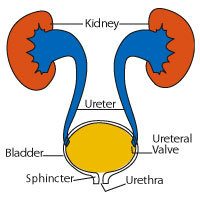 Kidney
Ureter
Ureteral
Valve
Bladder
Sphincter
Urethra